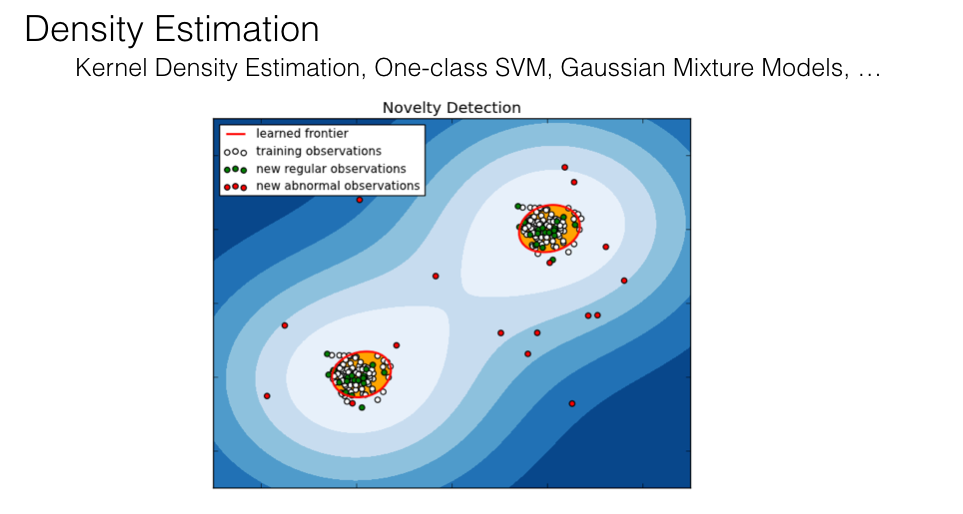 Density Estimation
Kernel Density Estimation, One-class SVM, Gaussian Mixture Models, …
Novelty Detection
learned frontier
training observations
new regular observations
new abnormal observations